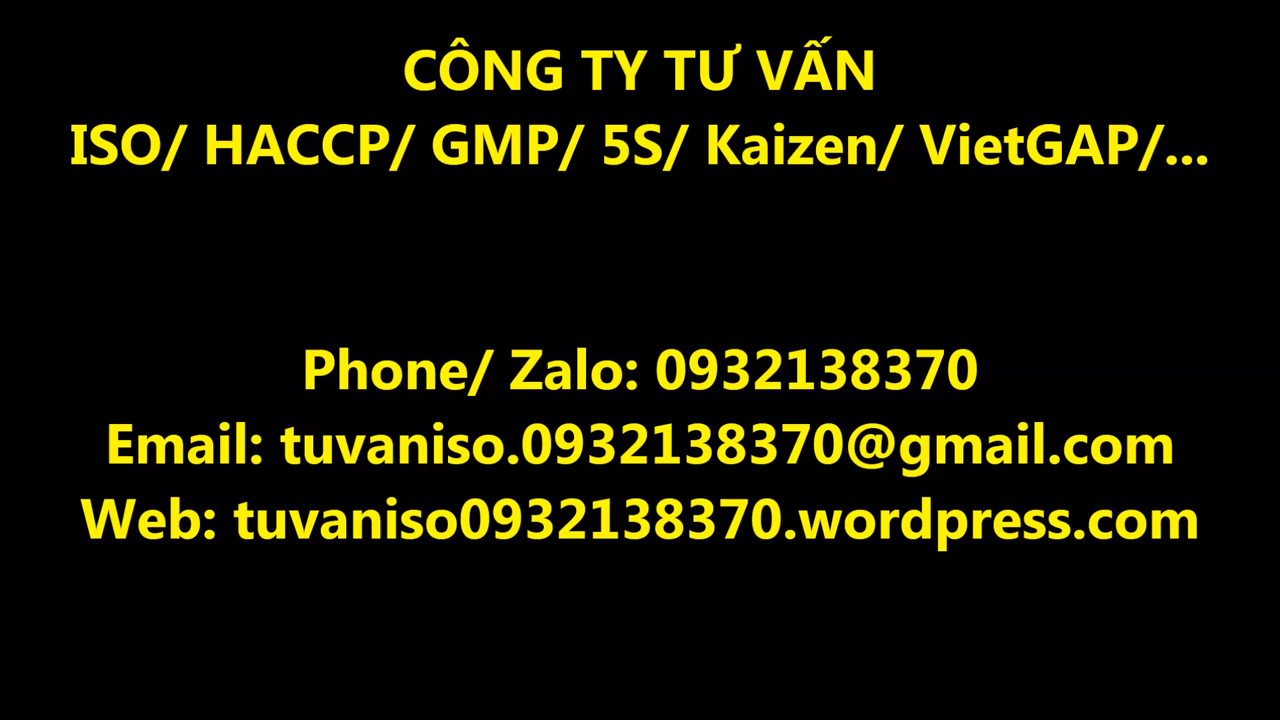 CÔNG TY TƯ VẤN
ISO/ HACCP/ GMP/ 5S/ Kaizen/ VietGAP/...
Phone/ Zalo: 0932138370
Email: tuvaniso.0932138370@gmail.com
Web: tuvaniso0932138370.wordpress.com